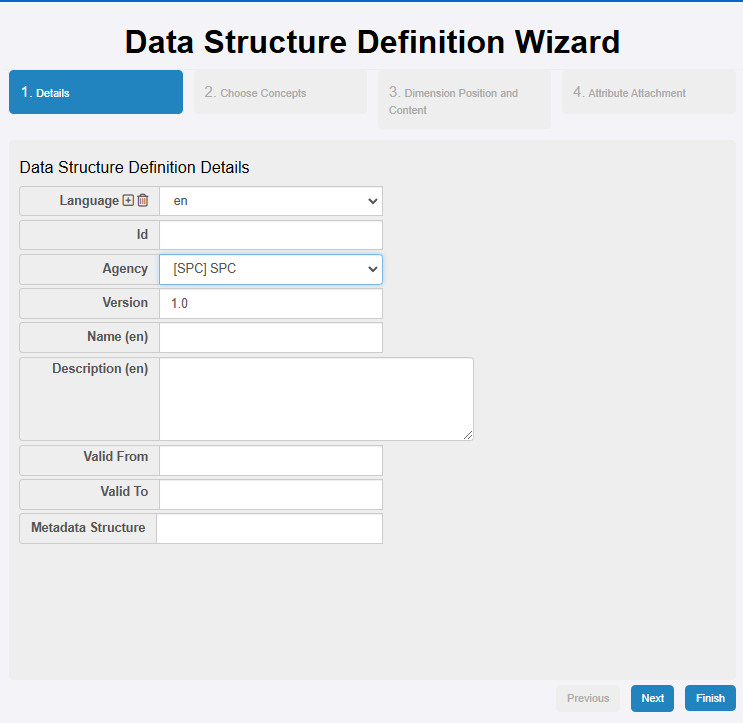 Data Structure Definition Wizard
1. Details
2. Choose Concepts
3. Dimension Position and
Content
4. Attribute Attachment
Data Structure Definition Details
Language en
Id
Agency [SPC] SPC
Version 1.0
Name (en)
Description (en)
Valid From
Valid To
Metadata Structure
Previous Next Finish